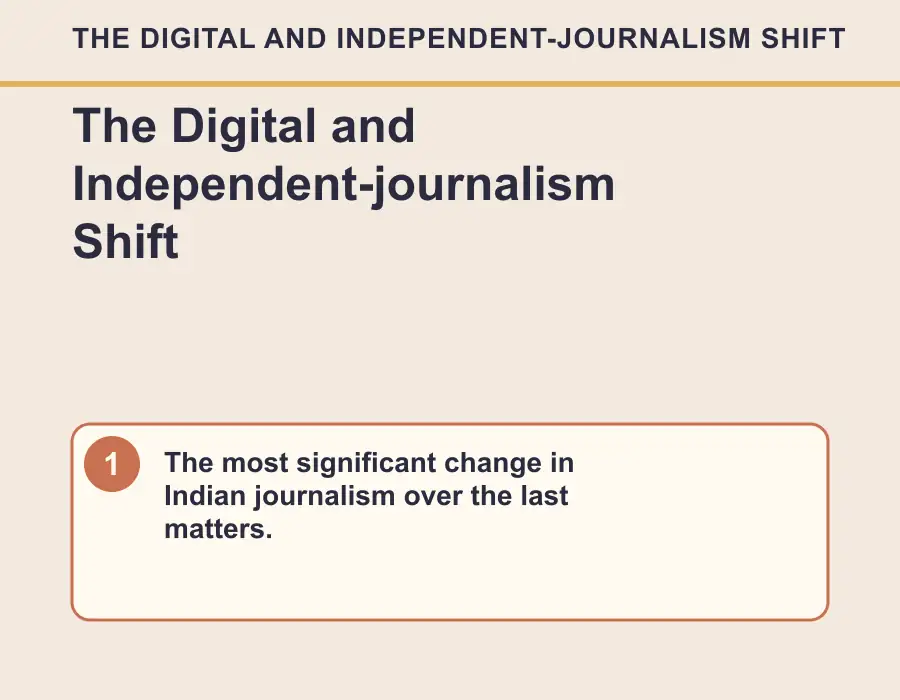 THE DIGITAL AND INDEPENDENT-JOURNALISM SHIFT
The Digital and
Independent-journalism
Shift
1
The most significant change in
Indian journalism over the last
matters.